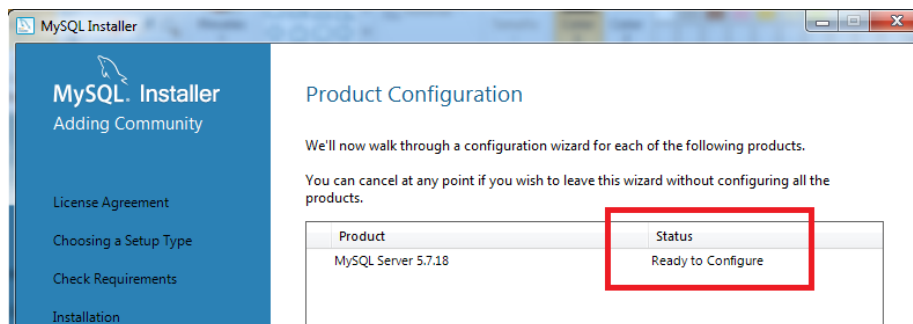 MySQL Installer
MySQL. Installer
Adding Community
License Agreement
Choosing a Setup Type
Check Requirements
Installation
Product Configuration
We'll now walk through a configuration wizard for each of the following products.
You can cancel at any point if you wish to leave this wizard without configuring all the
products.
Product Status
MySQL Server 5.7.18 Ready to Configure